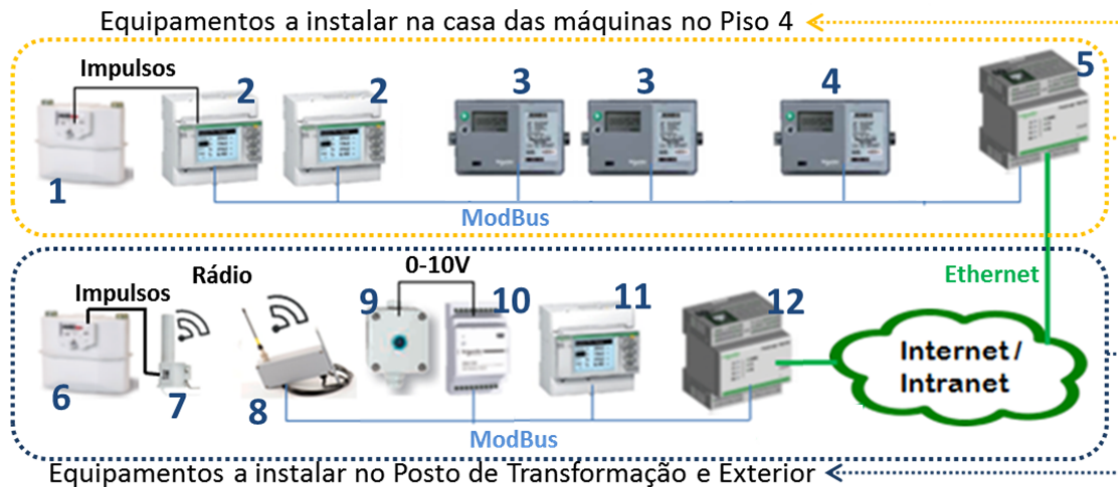 Equipamentos a instalar na casa das máquinas no Piso 4
Impulsos
1
2
2
3
3
4
5
ModBus
Ethernet
Rádio
0-10V
Impulsos
6
7
8
9
10
11
12
Internet /
Intranet
ModBus
Equipamentos a instalar no Posto de Transformação e Exterior